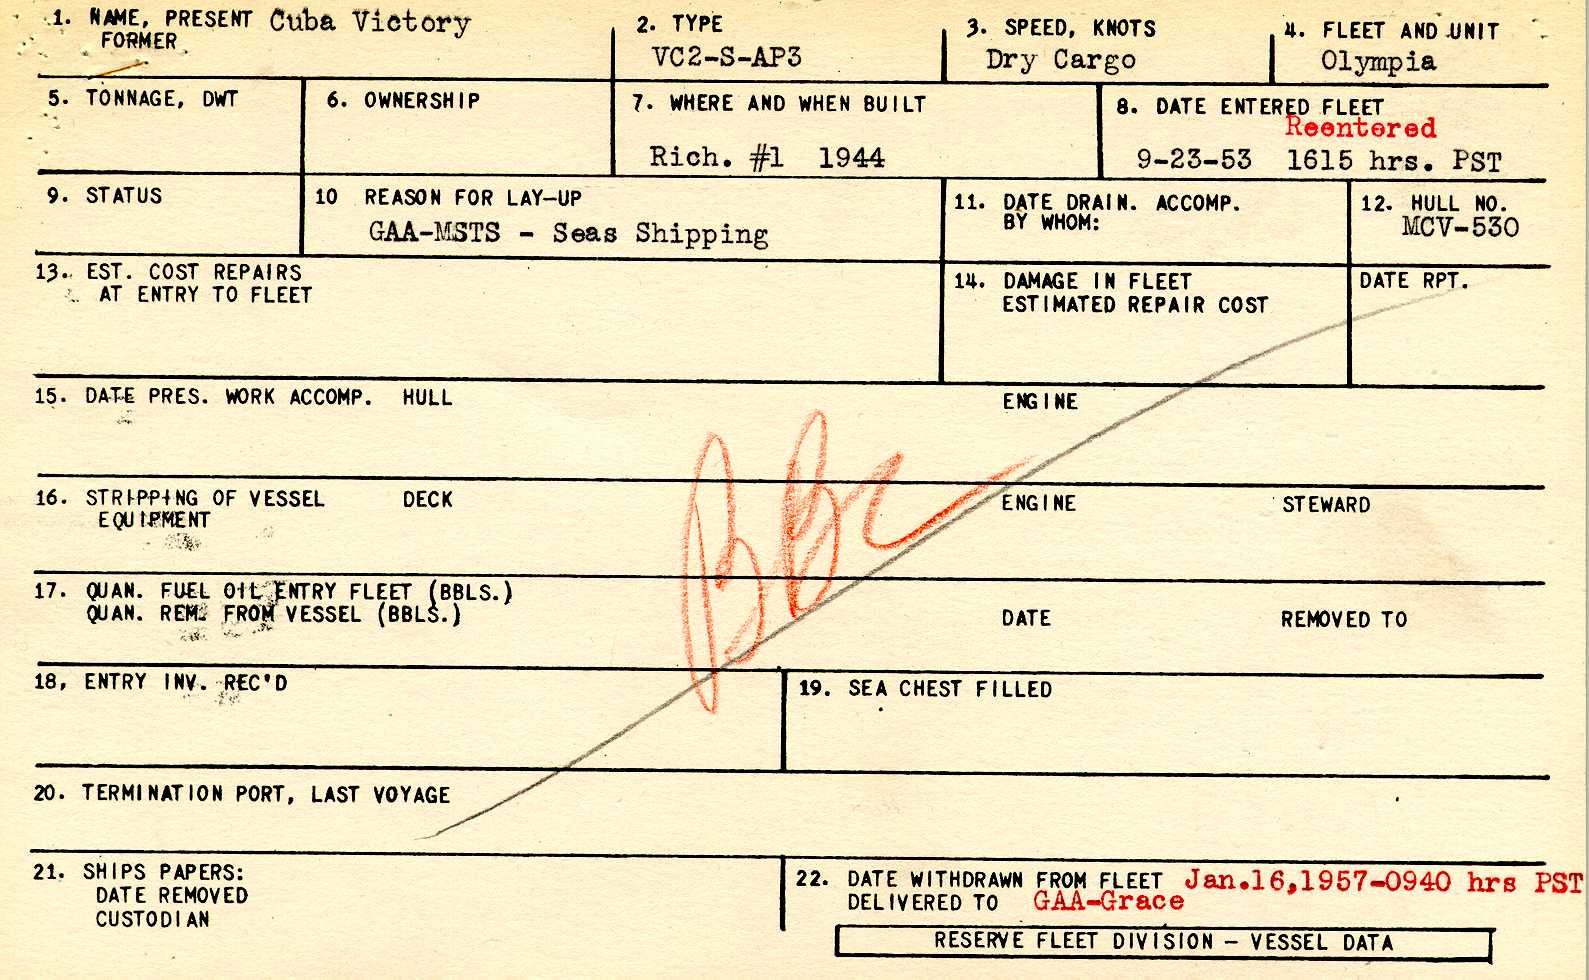 1. NAME, PRESENT Cuba Victory
FORMER
2. TYPE
VC2-S-AP3
3. SPEED, KNOTS
Dry Cargo
4. FLEET AND UNIT
Olympia
5. TONNAGE, DWT
6. OWNERSHIP
7. WHERE AND WHEN BUILT
Rich. #1 1944
8. DATE ENTERED FLEET
Reentered
9-23-53 1615 hrs. PST
9. STATUS
10 REASON FOR LAY-UP
GAA-MSTS - Seas Shipping
11. DATE DRAIN. ACCOMP.
BY WHOM:
12. HULL NO.
MCV-530
13. EST. COST REPAIRS
AT ENTRY TO FLEET
14. DAMAGE IN FLEET
ESTIMATED REPAIR COST
DATE RPT.
15. DATE PRES. WORK ACCOMP. HULL ENGINE
16. STRIPPING OF VESSEL DECK ENGINE STEWARD
EQUIPMENT
17. QUAN. FUEL OIL ENTRY FLEET (BBLS.)
QUAN. REM. FROM VESSEL (BBLS.) DATE REMOVED TO
18, ENTRY INV. REC'D
19. SEA CHEST FILLED
20. TERMINATION PORT, LAST VOYAGE
21. SHIPS PAPERS:
DATE REMOVED
CUSTODIAN
22. DATE WITHDRAWN FROM FLEET Jan.16,1957-0940 hrs PST
DELIVERED TO GAA-Grace
RESERVE FLEET DIVISION - VESSEL DATA